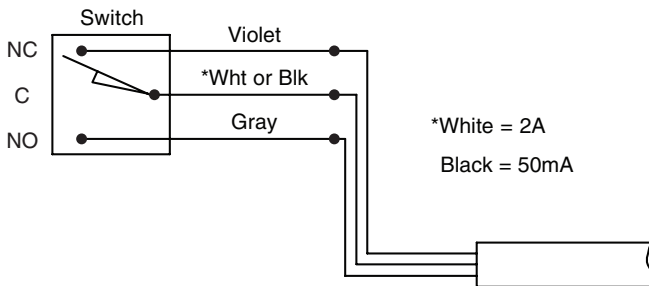 Switch
NC
Violet
C
*Wht or Blk
NO
Gray
*White = 2A
Black = 50mA